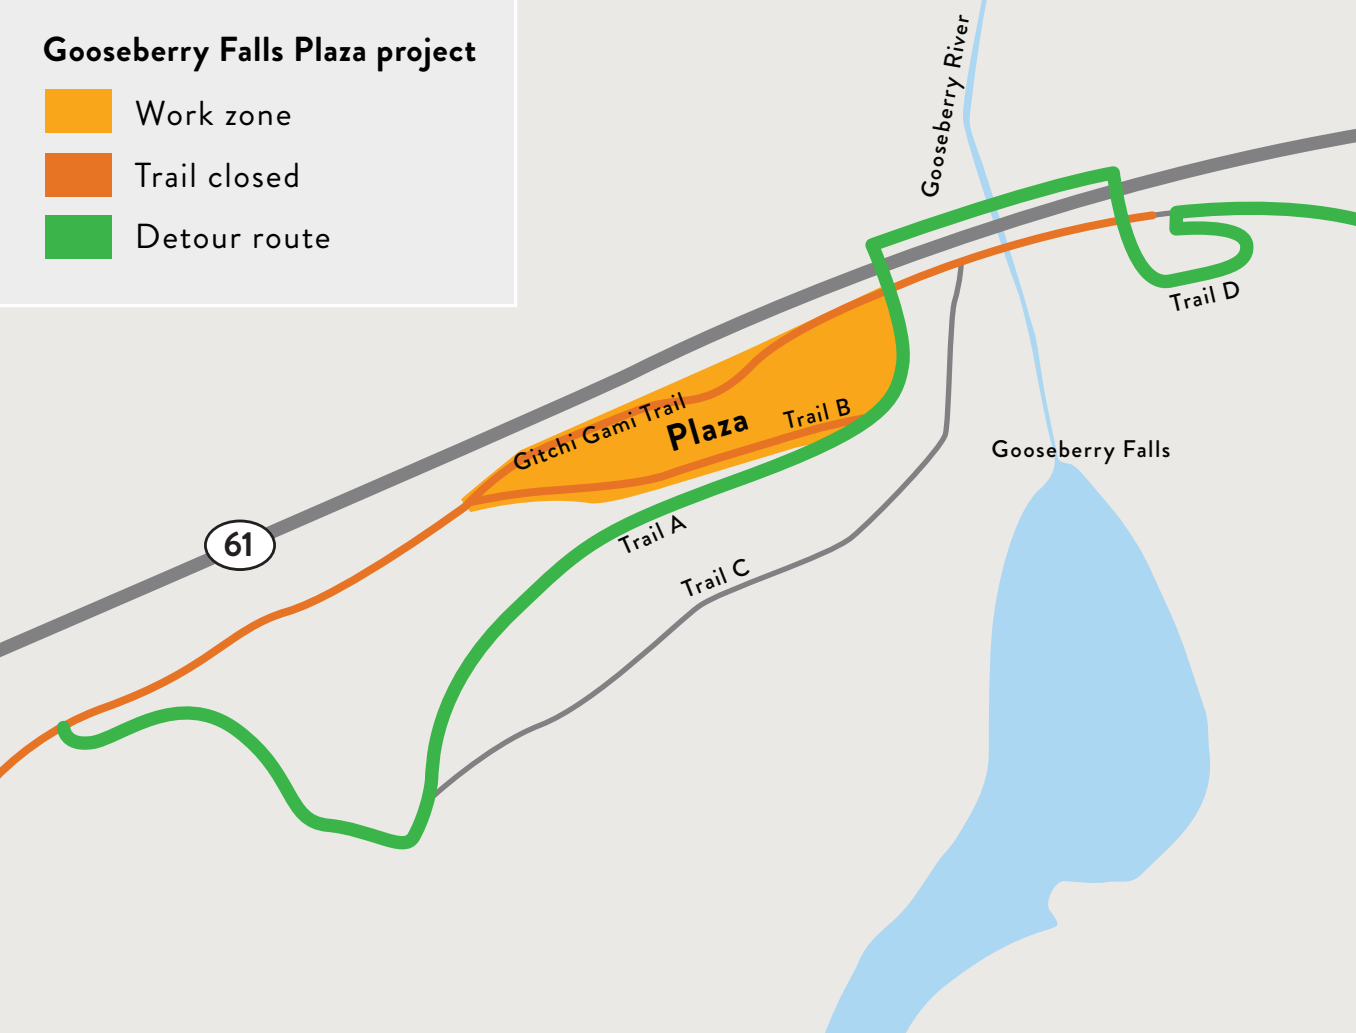 Gooseberry Falls Plaza project
Work zone
Trail closed
Detour route
Gooseberry River
Trail D
Gitchi Gami Trail
Plaza
Trail B
Gooseberry Falls
61
Trail A
Trail C